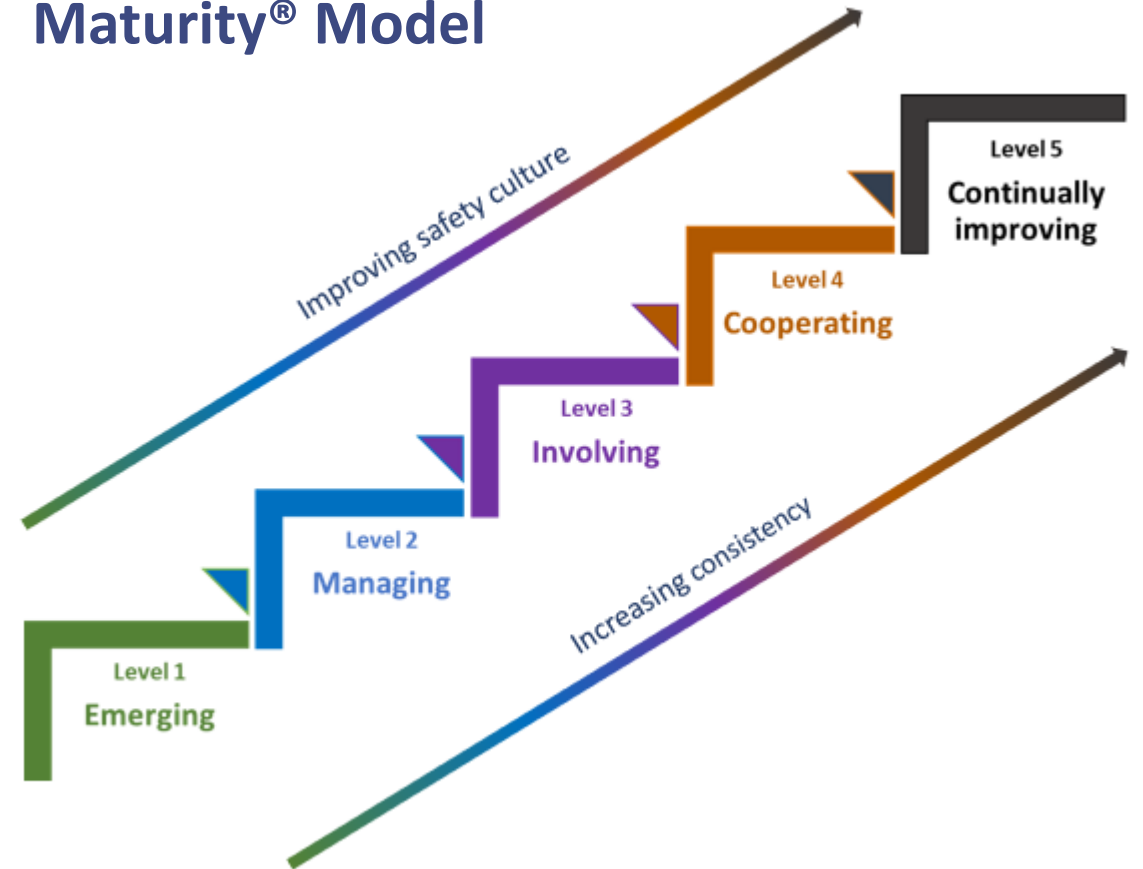 Maturity® Model
Improving safety culture
Level 5
Continually
improving
Level 4
Cooperating
Level 3
Involving
Increasing consistency
Level 2
Managing
Level 1
Emerging